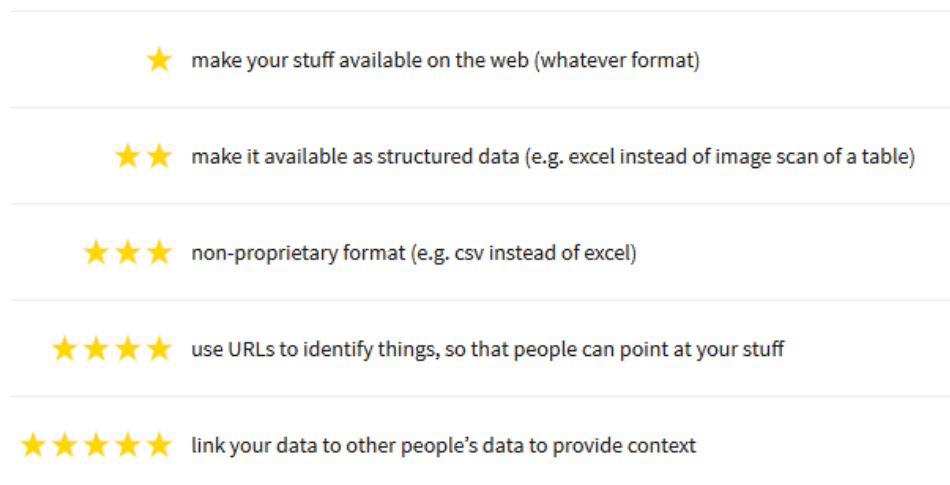 make your stuff available on the web (whatever format)
make it available as structured data (e.g. excel instead of image scan of a table)
non-proprietary format (e.g. csv instead of excel)
use URLs to identify things, so that people can point at your stuff
link your data to other people’s data to provide context